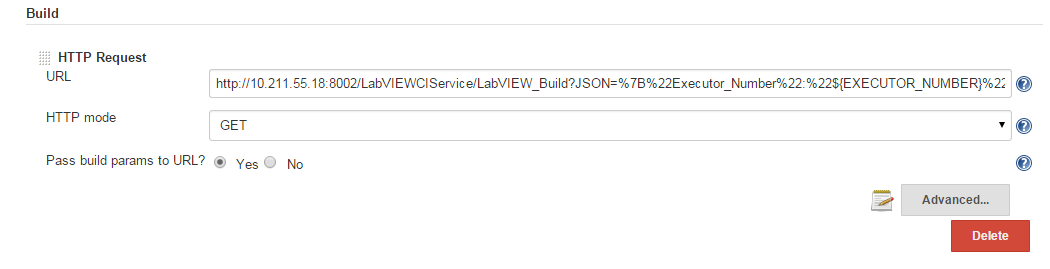 Build
HTTP Request
URL
http://10.211.55.18:8002/LabVIEWCIService/LabVIEW_Build?JSON=%7B%22Executor_Number%22:%22${EXECUTOR_NUMBER}%22
HTTP mode
GET
Pass build params to URL?
Yes No
Advanced...
Delete